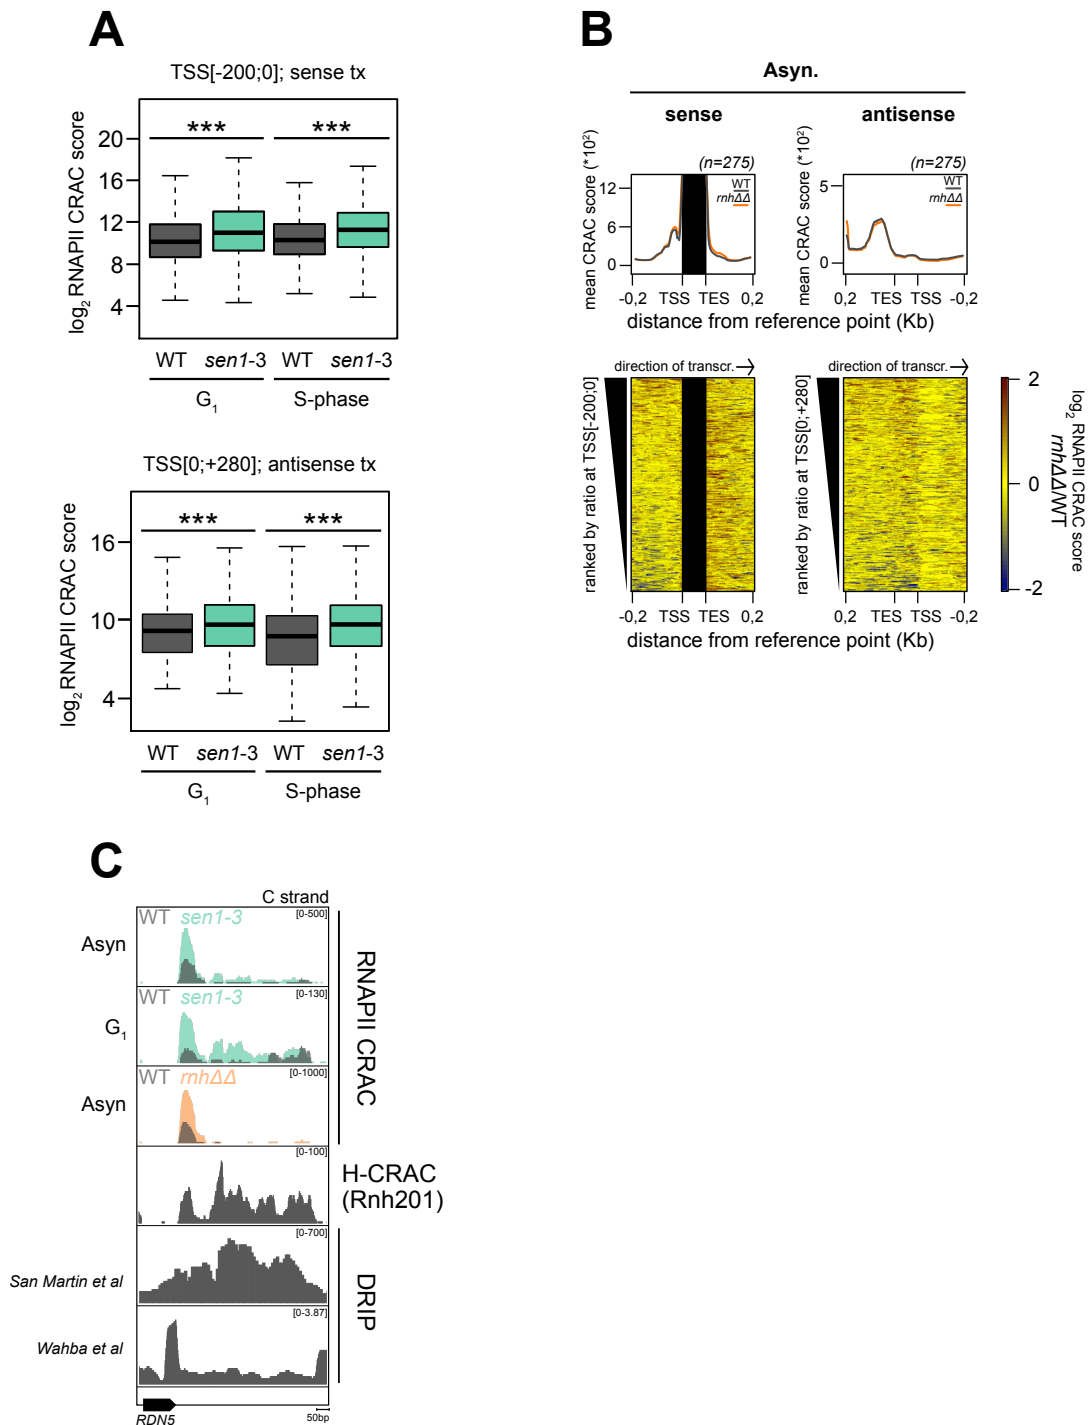 A
TSS[-200;0]; sense tx
log2 RNAPII CRAC score
20
16
12
8
4
***
***
WT
sen1-3
WT
sen1-3
G1
S-phase
TSS[0;+280]; antisense tx
log2 RNAPII CRAC score
16
10
4
***
***
WT
sen1-3
WT
sen1-3
G1
S-phase
B
Asyn.
sense
antisense
mean CRAC score (*10²)
(n=275)
WT
rnhΔΔ
12
6
0
-0,2
TSS
TES
0,2
mean CRAC score (*10²)
(n=275)
WT
rnhΔΔ
5
0
0,2
TES
TSS
-0,2
distance from reference point (Kb)
direction of transcr.
direction of transcr.
ranked by ratio at TSS[-200;0]
ranked by ratio at TSS[0;+280]
-0,2
TSS
TES
0,2
0,2
TES
TSS
-0,2
distance from reference point (Kb)
2
0
-2
log2 RNAPII CRAC score
rnhΔΔ/WT
C
C strand
Asyn
WT sen1-3
[0-500]
G1
WT sen1-3
[0-130]
Asyn
WT rnhΔΔ
[0-1000]
RNAPII CRAC
[0-100]
H-CRAC
(Rnh201)
San Martin et al
[0-700]
Wahba et al
[0-3.87]
DRIP
RDN5
50bp